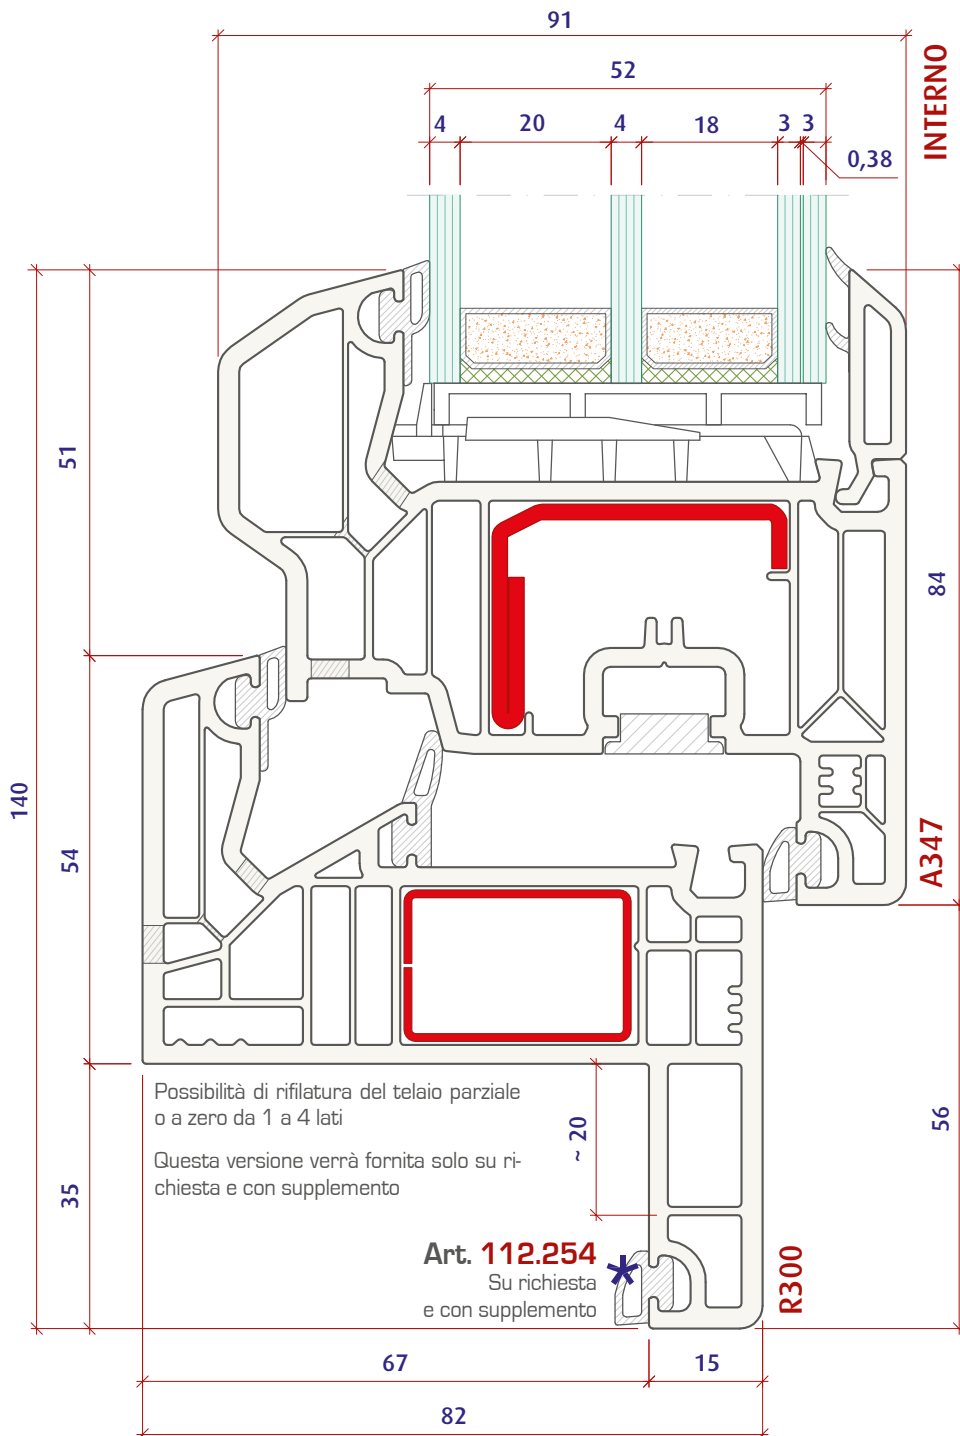 91
INTERNO
52
4 20 4 18 3 3
0,38
51
84
140
54
A347
Possibilità di rifilatura del telaio parziale
o a zero da 1 a 4 lati
Questa versione verrà fornita solo su ri-
chiesta e con supplemento
~ 20
56
35
Art. 112.254
*
Su richiesta
e con supplemento
R300
67 15
82